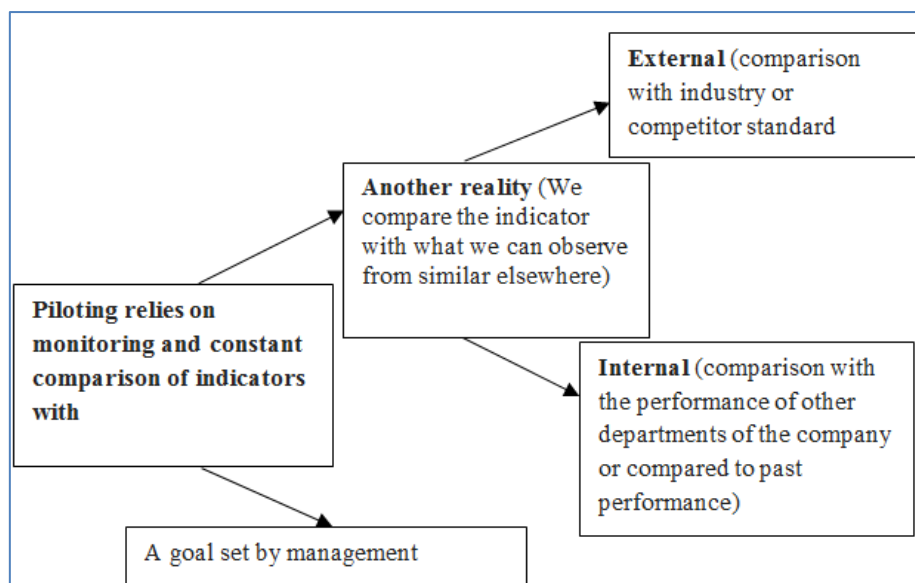 External (comparison
with industry or
competitor standard
Another reality (We
compare the indicator
with what we can observe
from similar elsewhere)
Piloting relies on
monitoring and constant
comparison of indicators
with
Internal (comparison with
the performance of other
departments of the company
or compared to past
performance)
A goal set by management